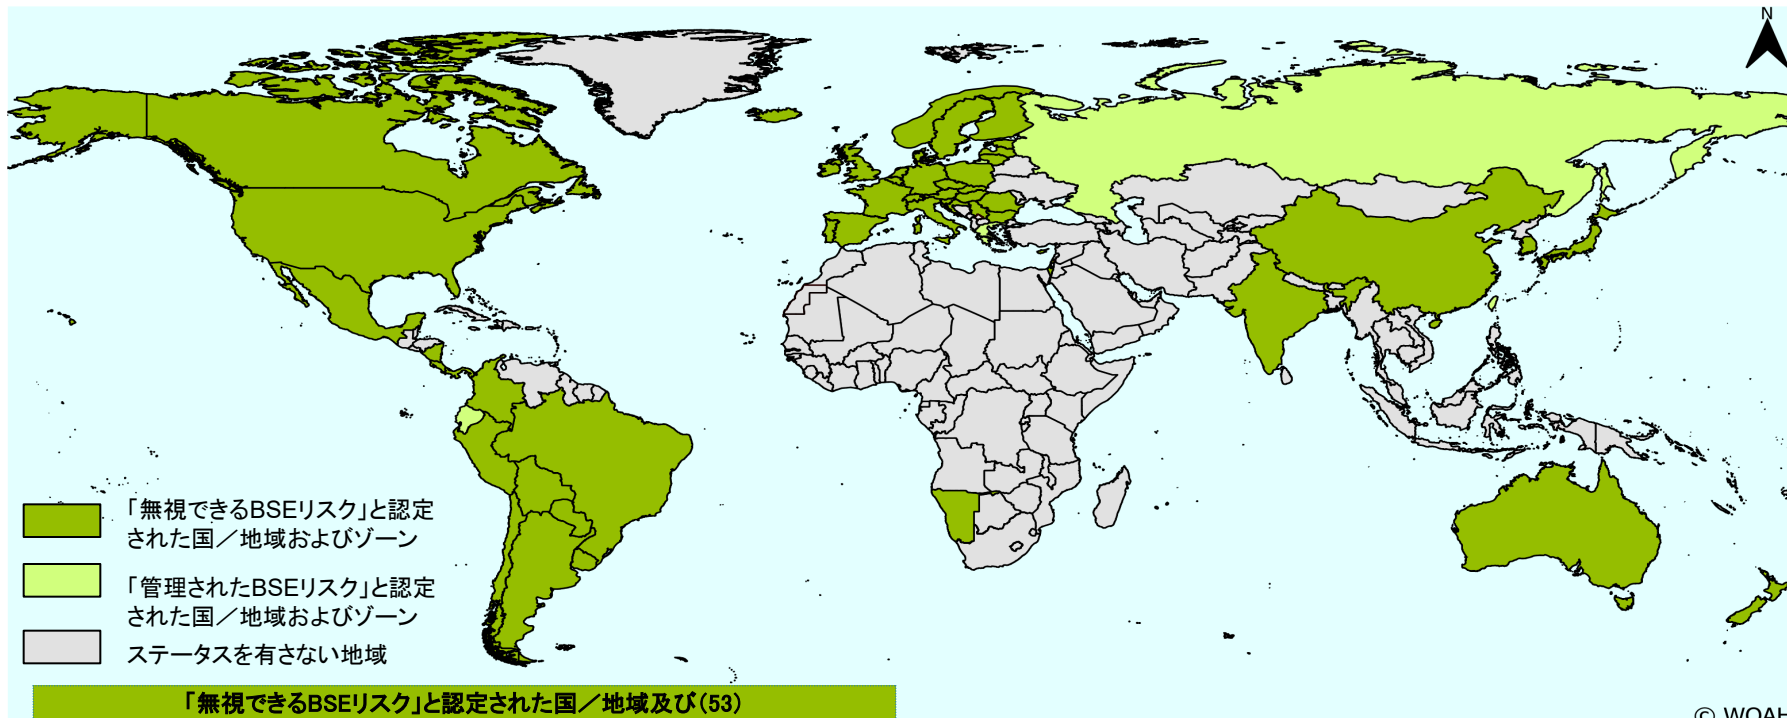 N
「無視できるBSEリスク」と認定
された国／地域およびゾーン
「管理されたBSEリスク」と認定
された国／地域およびゾーン
ステータスを有さない地域
「無視できるBSEリスク」と認定された国／地域及び(53)
© WOAH